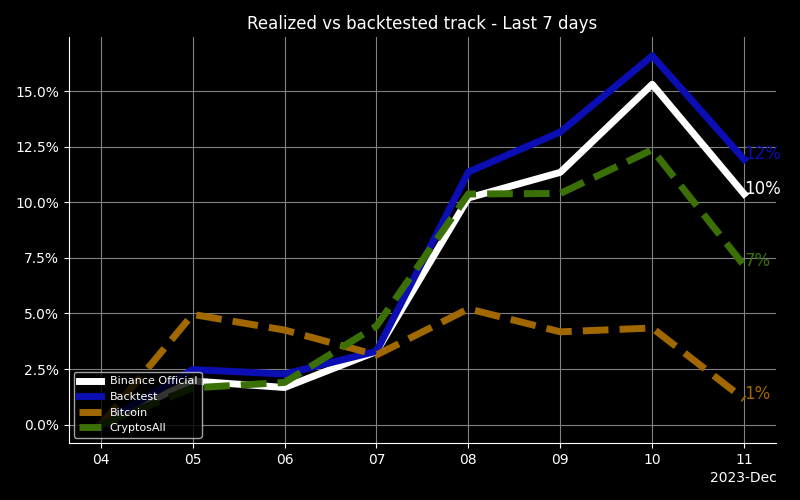 Realized vs backtested track - Last 7 days
15.0%
12.5%
10.0%
7.5%
5.0%
2.5%
0.0%
12%
10%
7%
1%
Binance Official
Backtest
Bitcoin
CryptosAll
04 05 06 07 08 09 10 11
2023-Dec